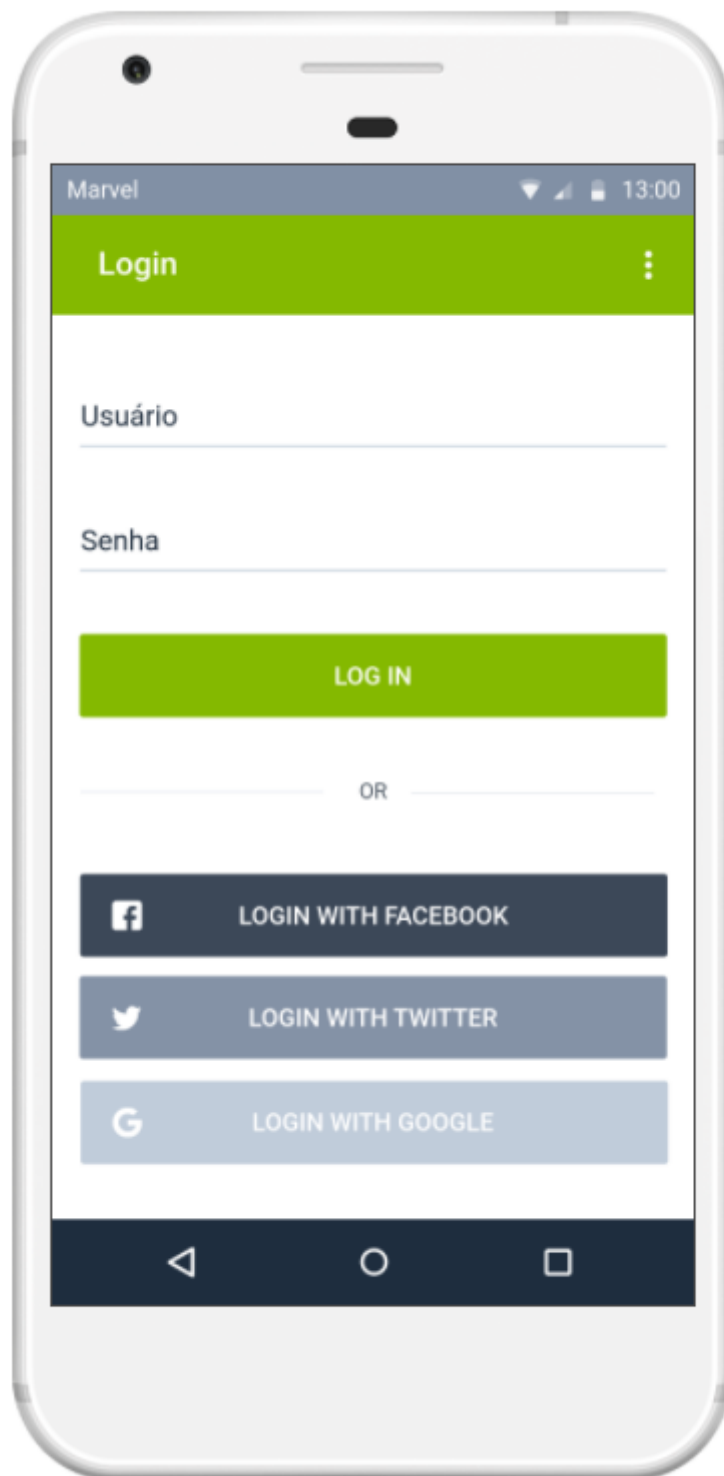 Marvel 13:00
Login
Usuário
Senha
LOG IN
OR
LOGIN WITH FACEBOOK
LOGIN WITH TWITTER
LOGIN WITH GOOGLE